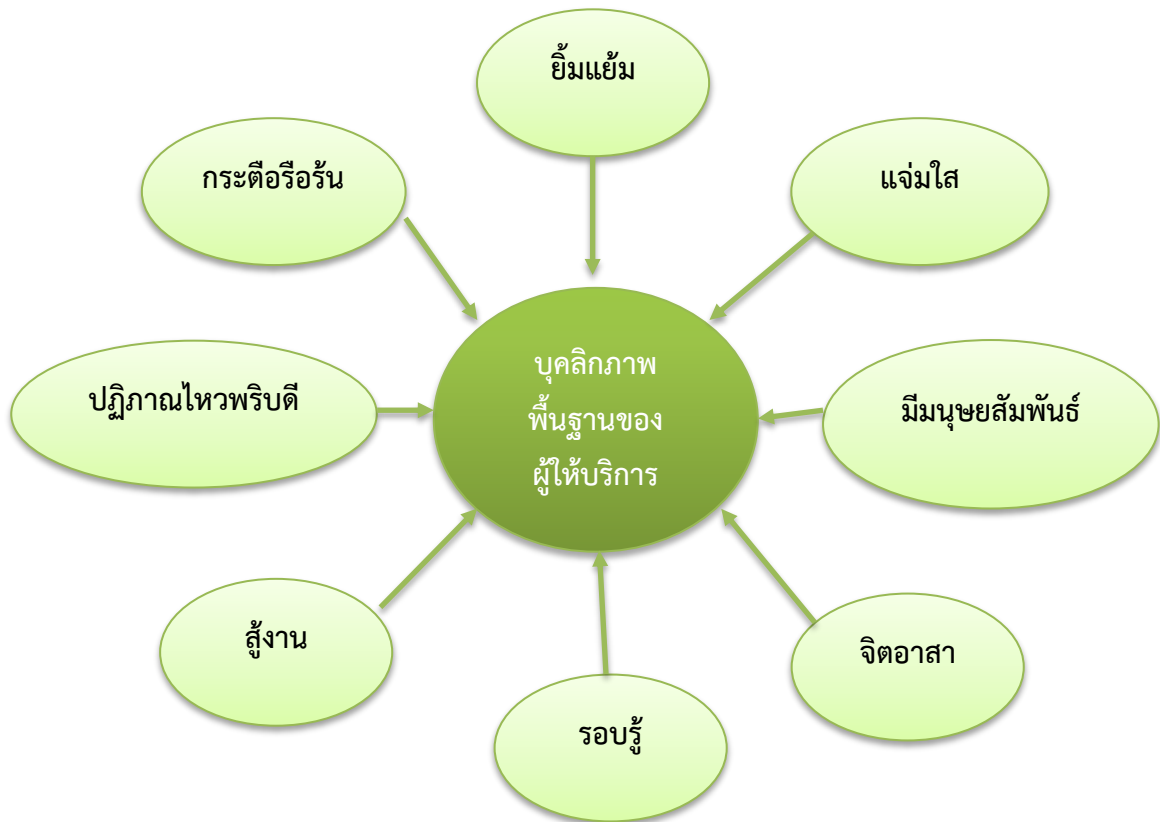 ยิ้มแย้ม
กระตือรือร้น
แจ่มใส
บุคลิกภาพ
พื้นฐานของ
ผู้ให้บริการ
ปฏิภาณไหวพริบดี
มีมนุษยสัมพันธ์
สู้งาน
จิตอาสา
รอบรู้